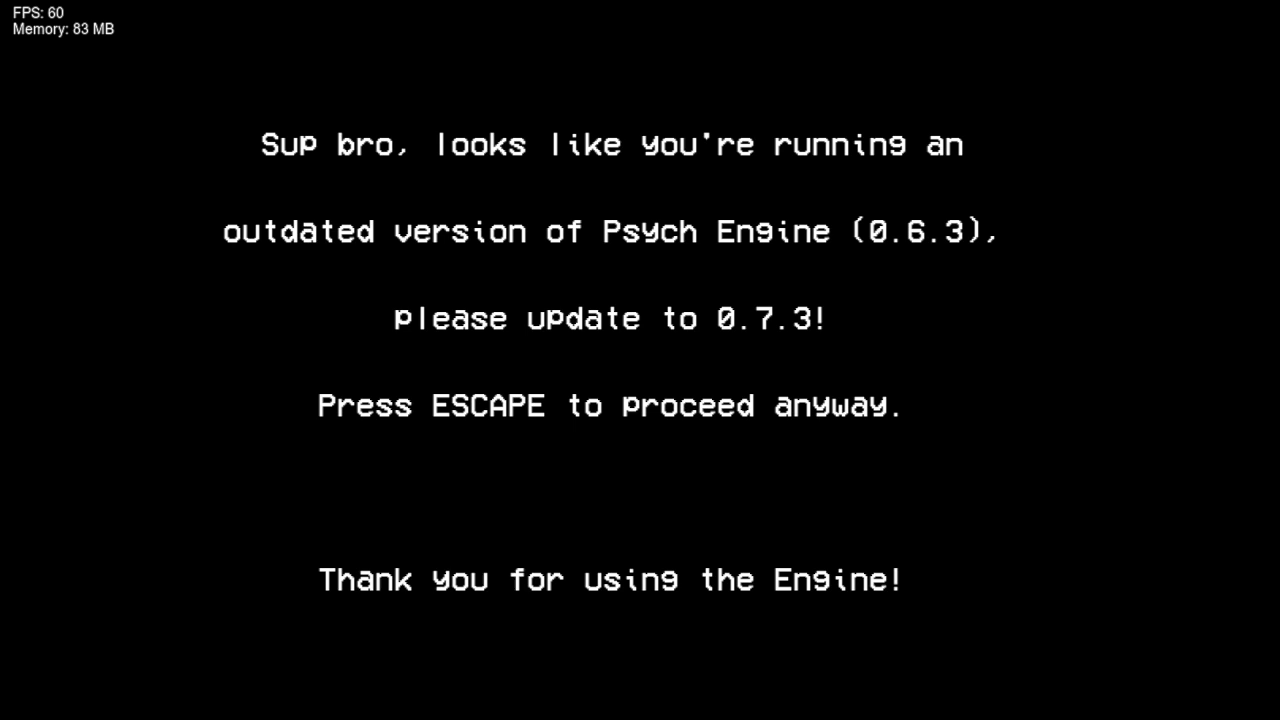 FPS: 60
Memory: 83 MB
Sup bro, looks like you're running an
outdated version of Psych Engine (0.6.3),
please update to 0.7.3!
Press ESCAPE to proceed anyway.
Thank you for using the Engine!